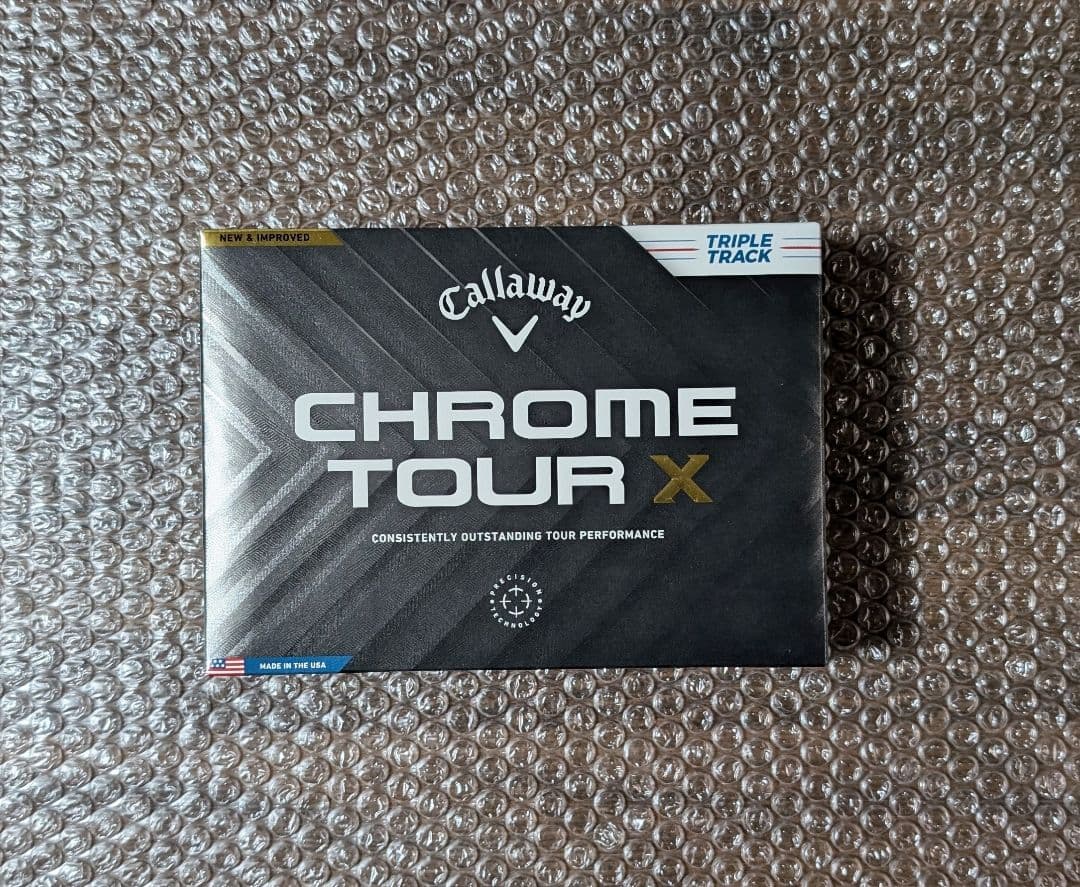 NEW & IMPROVED
TRIPLE
TRACK
Callaway
CHROME
TOUR X
CONSISTENTLY OUTSTANDING TOUR PERFORMANCE
PRECISION
TECHNOLOGY
MADE IN THE USA